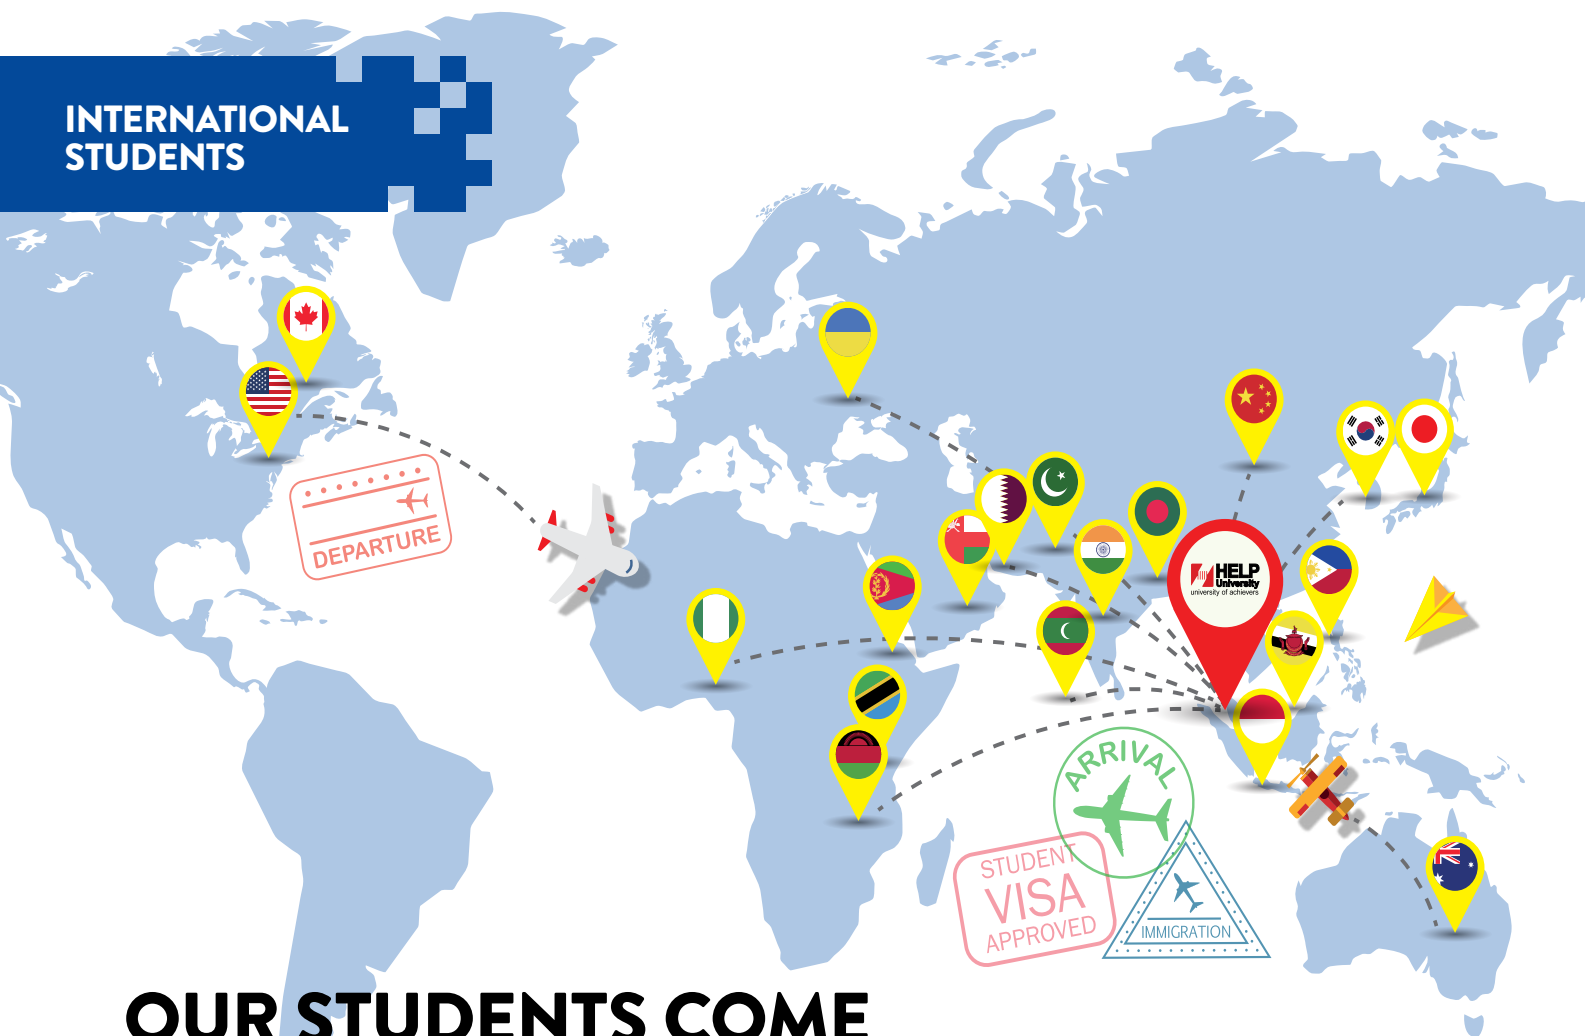 INTERNATIONAL
STUDENTS
DEPARTURE
HELP
University
university of achievers
ARRIVAL
STUDENT
VISA
APPROVED
IMMIGRATION
OUR STUDENTS COME